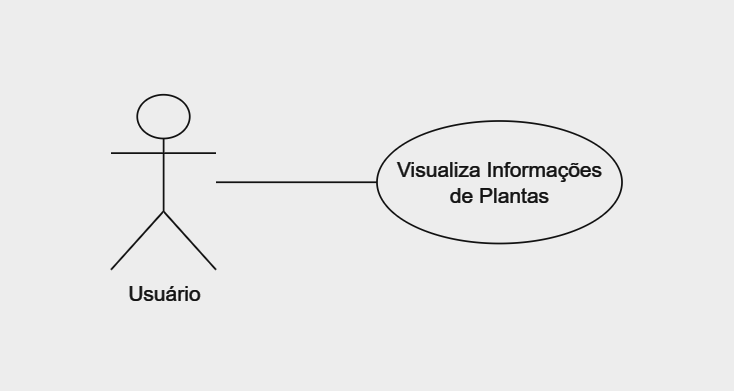 Visualiza Informações
de Plantas
Usuário